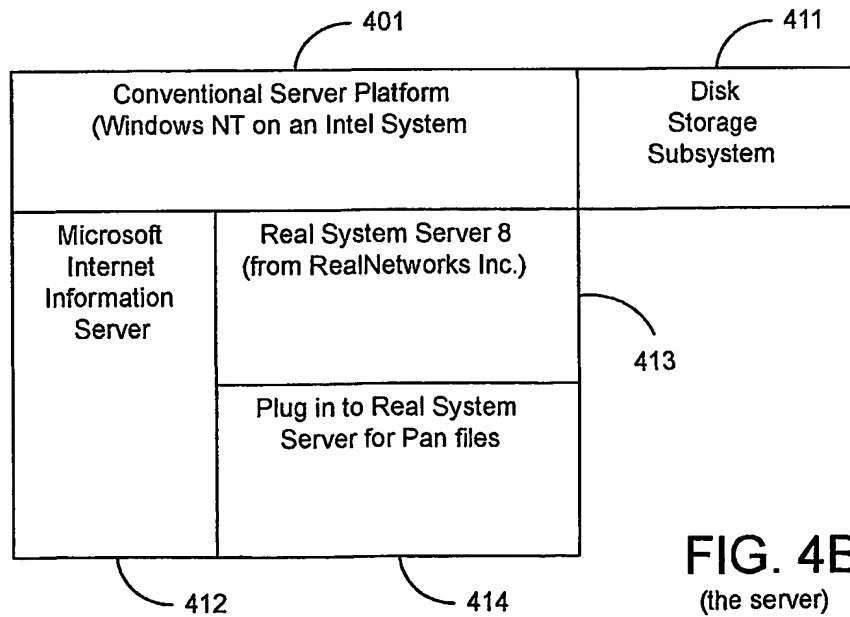 401
411
Conventional Server Platform
(Windows NT on an Intel System
Disk
Storage
Subsystem
Microsoft
Internet
Information
Server
Real System Server 8
(from RealNetworks Inc.)
413
Plug in to Real System
Server for Pan files
412
414
FIG. 4B
(the server)